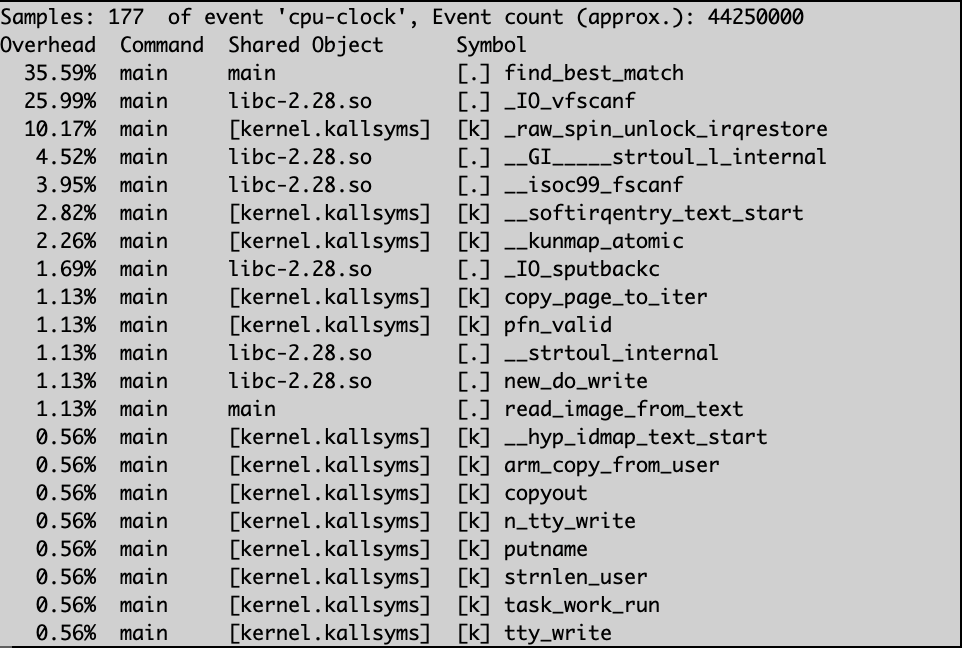 Samples: 177  of event 'cpu-clock', Event count (approx.): 44250000
Overhead  Command  Shared Object      Symbol
  35.59%  main     main               [.] find_best_match
  25.99%  main     libc-2.28.so       [.] _IO_vfscanf
  10.17%  main     [kernel.kallsyms]  [k] _raw_spin_unlock_irqrestore
   4.52%  main     libc-2.28.so       [.] __GI_____strtoul_l_internal
   3.95%  main     libc-2.28.so       [.] __isoc99_fscanf
   2.82%  main     [kernel.kallsyms]  [k] __softirqentry_text_start
   2.26%  main     [kernel.kallsyms]  [k] __kunmap_atomic
   1.69%  main     libc-2.28.so       [.] _IO_sputbackc
   1.13%  main     [kernel.kallsyms]  [k] copy_page_to_iter
   1.13%  main     [kernel.kallsyms]  [k] pfn_valid
   1.13%  main     libc-2.28.so       [.] __strtoul_internal
   1.13%  main     libc-2.28.so       [.] new_do_write
   1.13%  main     main               [.] read_image_from_text
   0.56%  main     [kernel.kallsyms]  [k] __hyp_idmap_text_start
   0.56%  main     [kernel.kallsyms]  [k] arm_copy_from_user
   0.56%  main     [kernel.kallsyms]  [k] copyout
   0.56%  main     [kernel.kallsyms]  [k] n_tty_write
   0.56%  main     [kernel.kallsyms]  [k] putname
   0.56%  main     [kernel.kallsyms]  [k] strnlen_user
   0.56%  main     [kernel.kallsyms]  [k] task_work_run
   0.56%  main     [kernel.kallsyms]  [k] tty_write